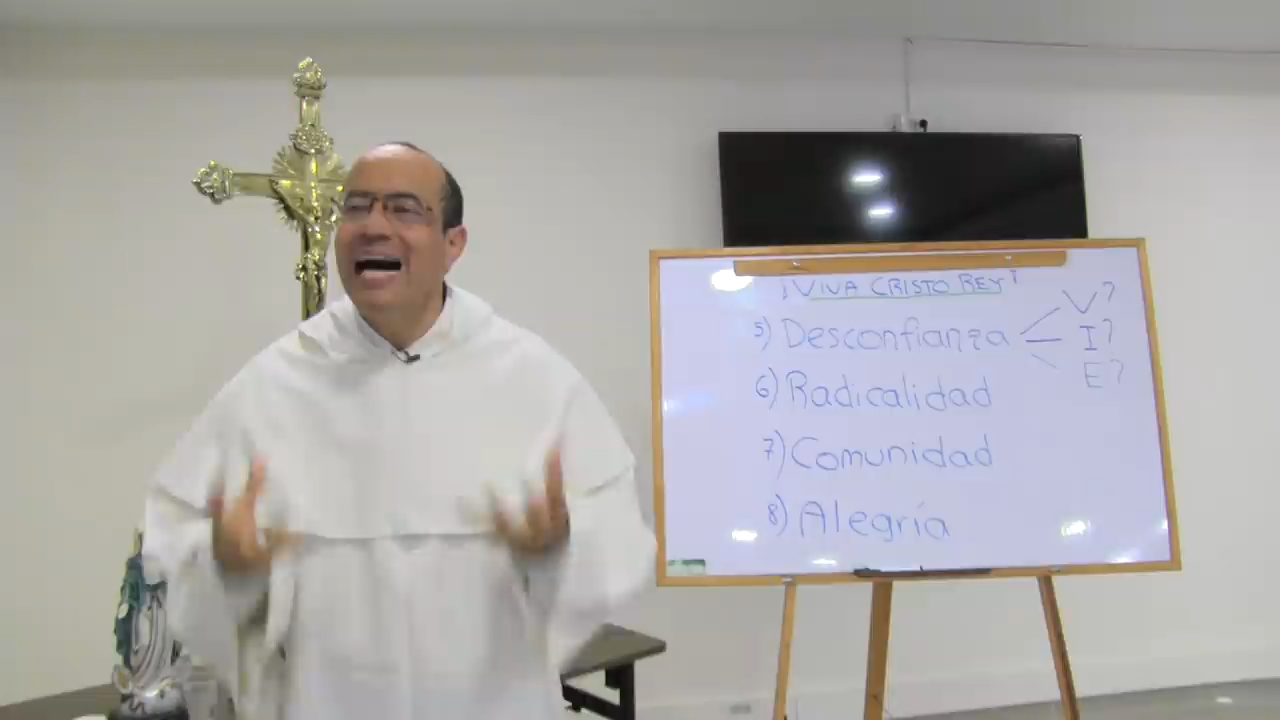 ¡VIVA CRISTO REY!
5) Desconfianza V?
I?
E?
6) Radicalidad
7) Comunidad
8) Alegría